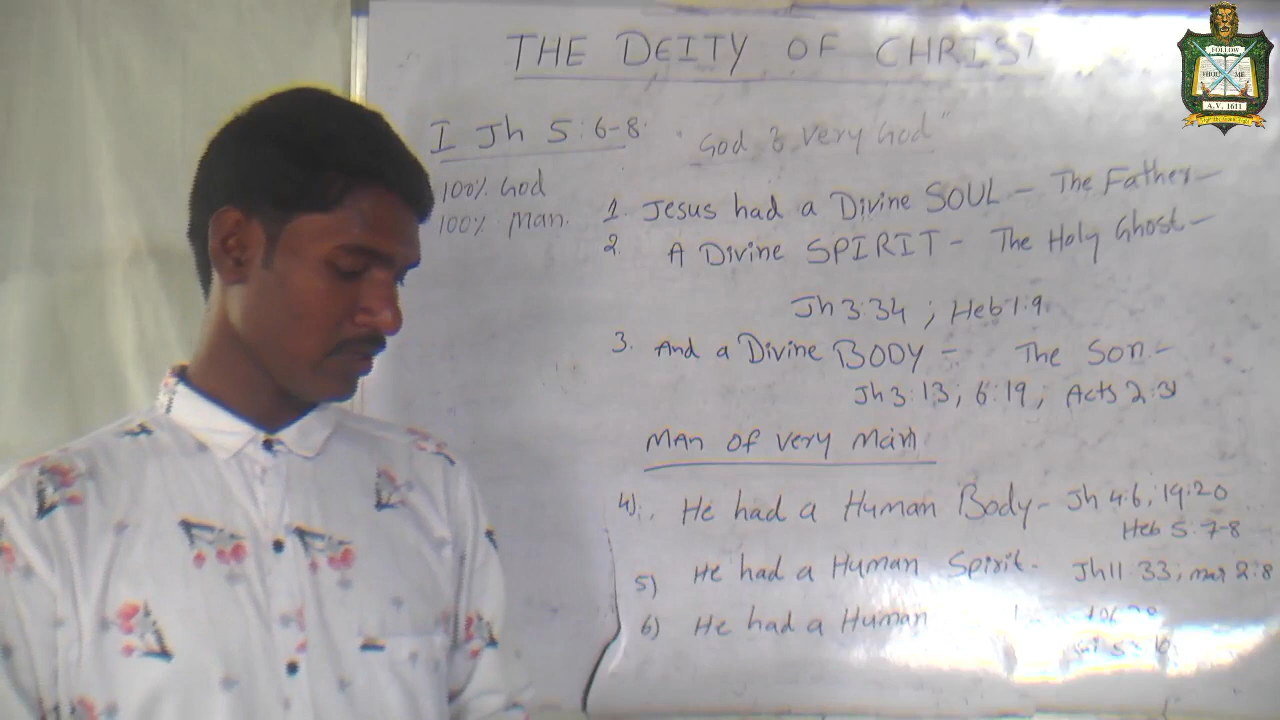 THE DEITY OF CHRIST
I Jh 5:6-8.
"God & very God"
100% God
100% Man.
1. Jesus had a Divine SOUL - The Father -
2. A Divine SPIRIT - The Holy Ghost -
Jh 3:34 ; Heb 1:9
3. And a Divine BODY - The Son -
Jh 3:13; 6:19; Acts 2:31
MAN OF very Man
4). He had a Human Body - Jh 4:6; 19:20
Heb 5:7-8
5) He had a Human Spirit - Jh 11:33; mar 2:8
6) He had a Human
FOLLOW
THOU ME
A.V. 1611